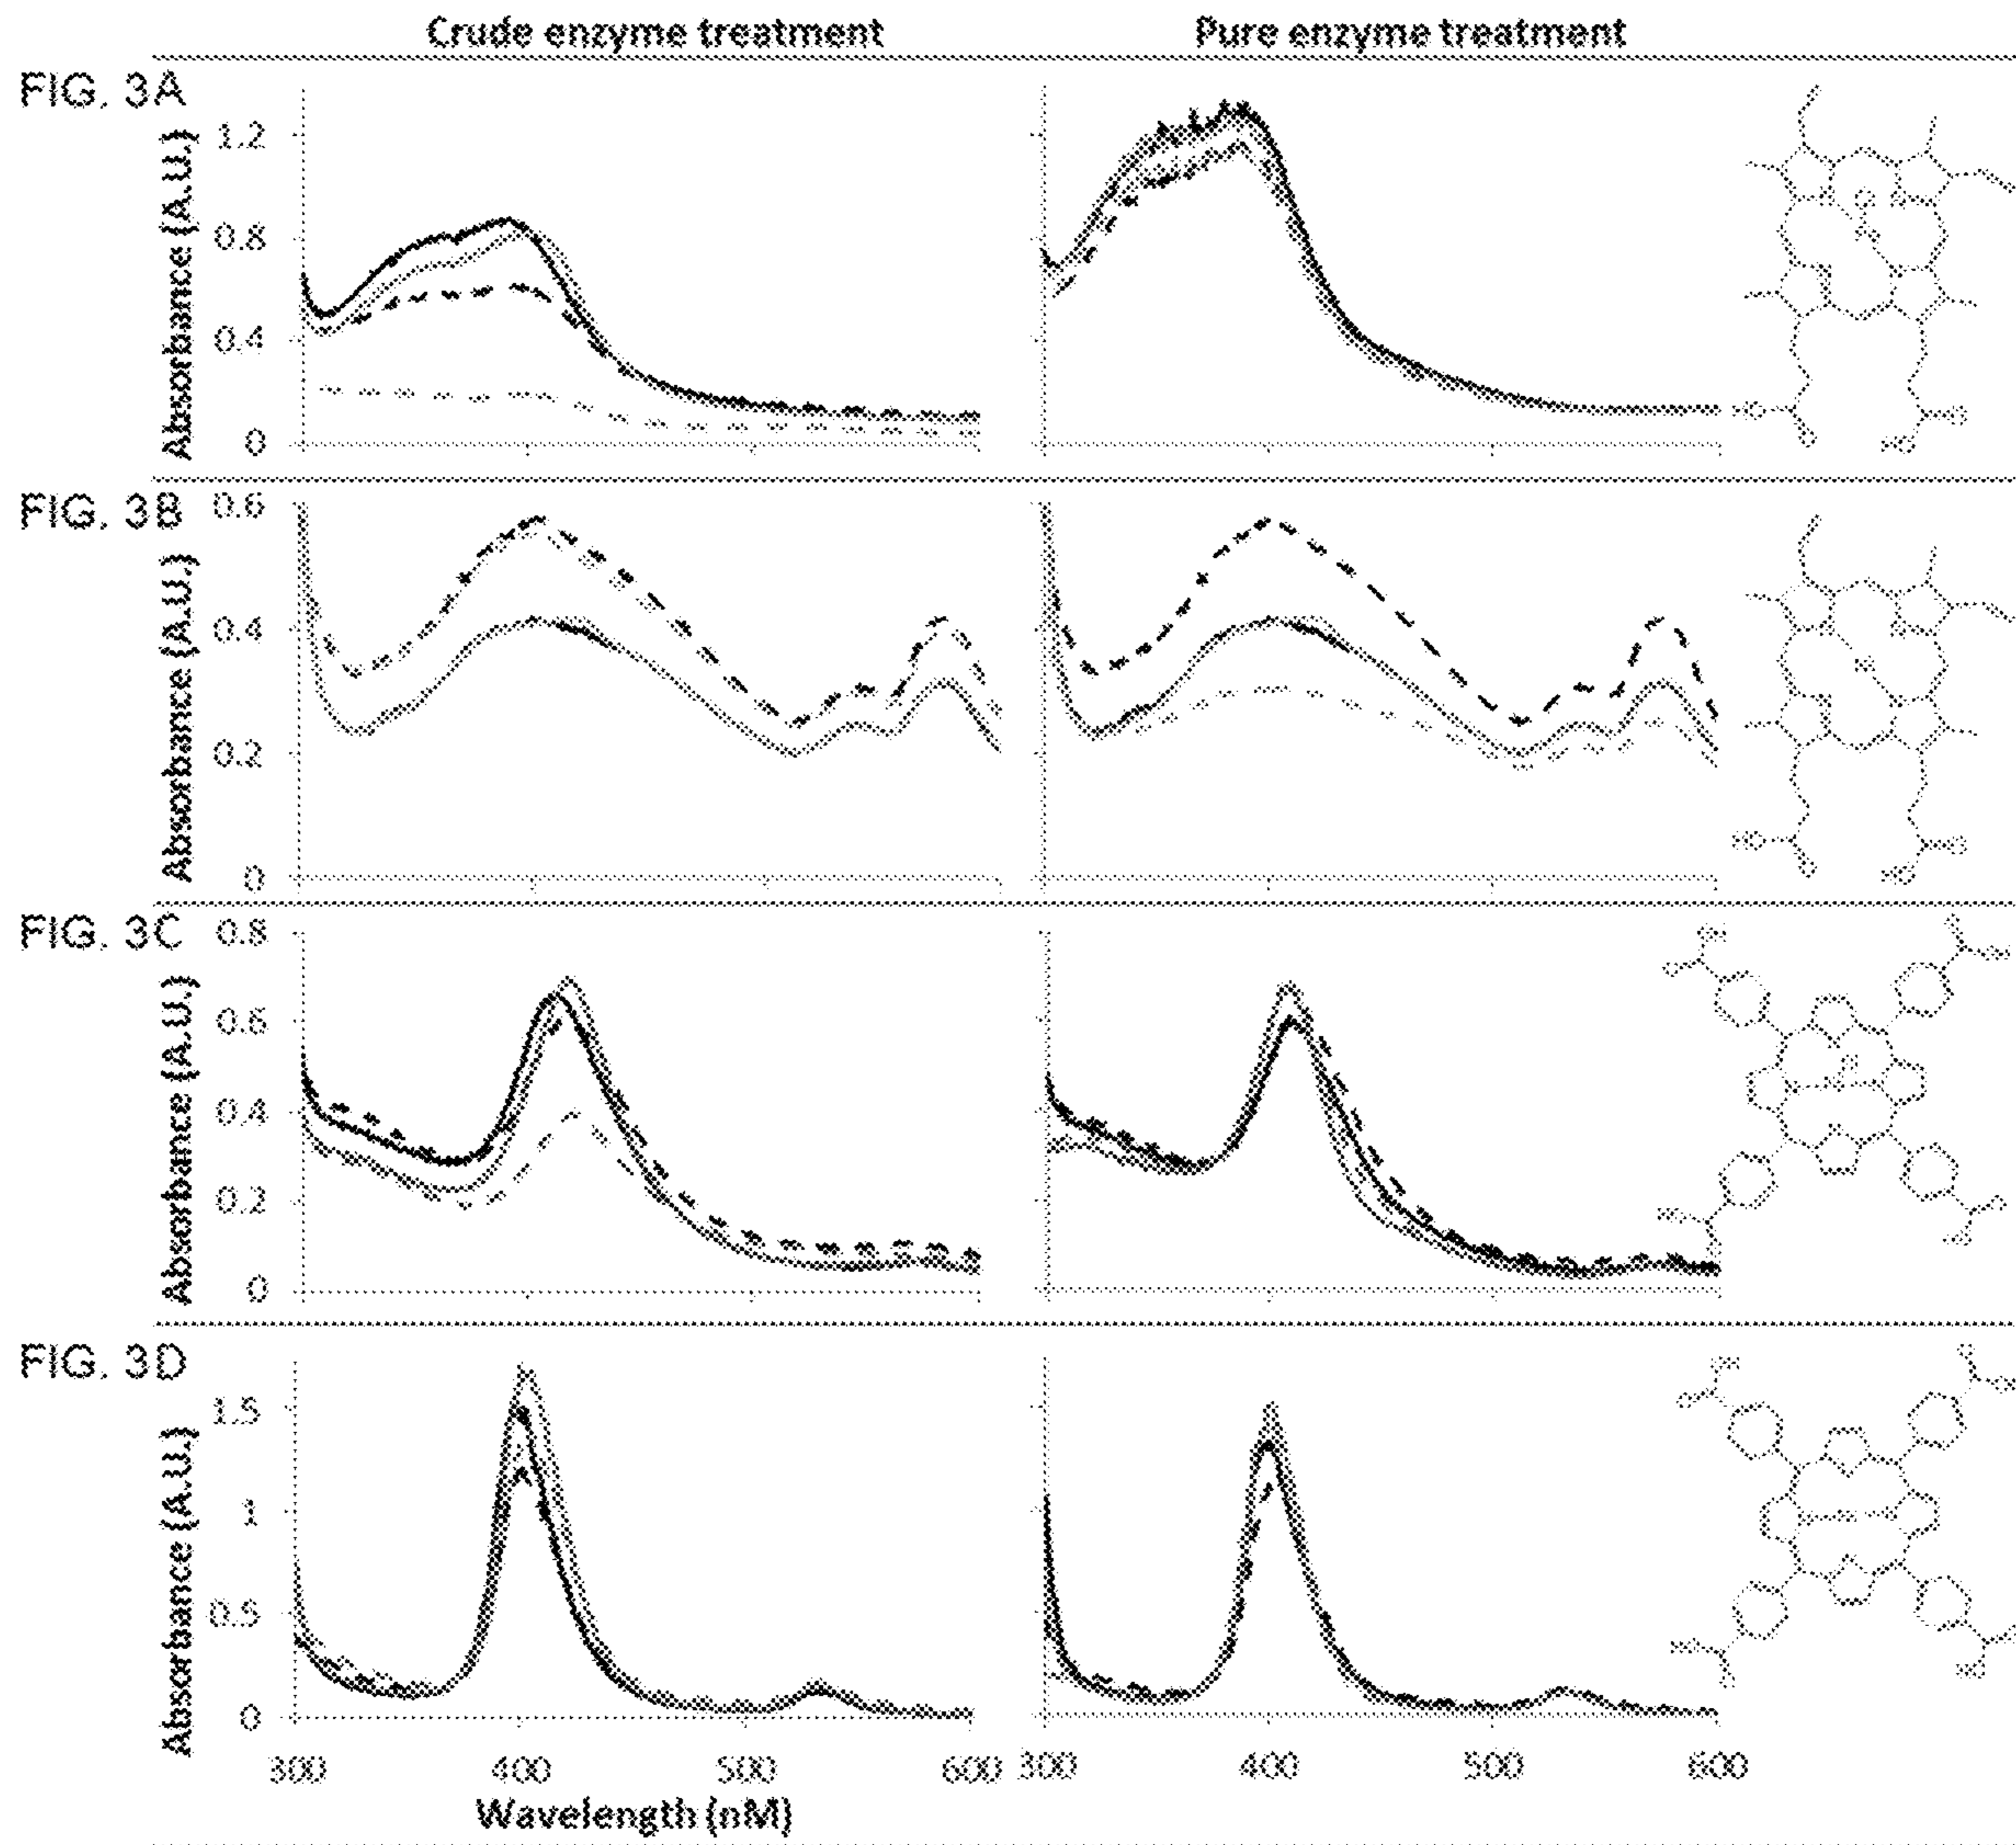 Crude enzyme treatment Pure enzyme treatment
FIG. 3A
Absorbance (A.U.)
1.2
0.8
0.4
0
FIG. 3B
Absorbance (A.U.)
0.6
0.4
0.2
0
FIG. 3C
Absorbance (A.U.)
0.8
0.6
0.4
0.2
0
FIG. 3D
Absorbance (A.U.)
1.5
1
0.5
0
300 400 500 600 300 400 500 600
Wavelength (nM)